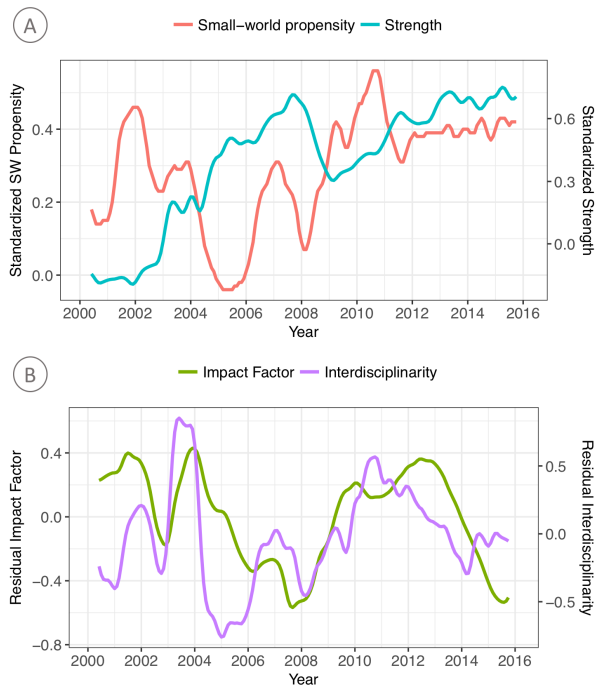 A
Small−world propensity Strength
Standardized SW Propensity
0.4
0.2
0.0
0.6
0.3
0.0
Standardized Strength
2000 2002 2004 2006 2008 2010 2012 2014 2016
Year
B
Impact Factor Interdisciplinarity
Residual Impact Factor
0.4
0.0
−0.4
−0.8
0.5
0.0
−0.5
Residual Interdisciplinarity
2000 2002 2004 2006 2008 2010 2012 2014 2016
Year